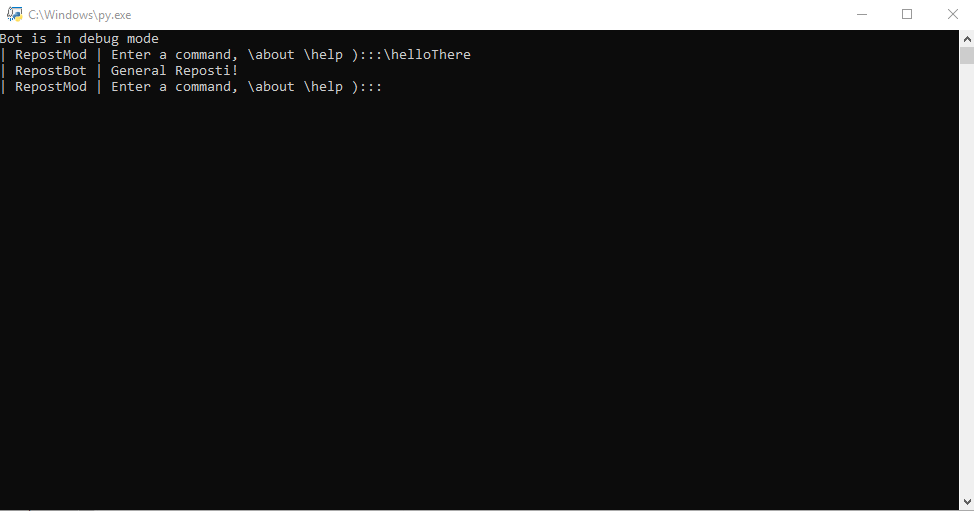 C:\Windows\py.exe
Bot is in debug mode
| RepostMod | Enter a command, \about \help ):::\helloThere
| RepostBot | General Reposti!
| RepostMod | Enter a command, \about \help ):::